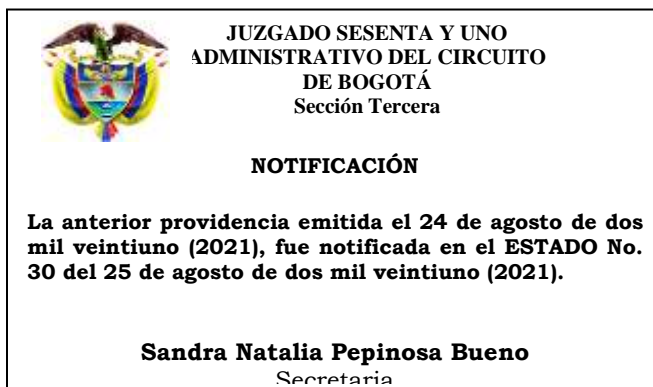 JUZGADO SESENTA Y UNO
ADMINISTRATIVO DEL CIRCUITO
DE BOGOTÁ
Sección Tercera
NOTIFICACIÓN
La anterior providencia emitida el 24 de agosto de dos
mil veintiuno (2021), fue notificada en el ESTADO No.
30 del 25 de agosto de dos mil veintiuno (2021).
Sandra Natalia Pepinosa Bueno
Secretaria